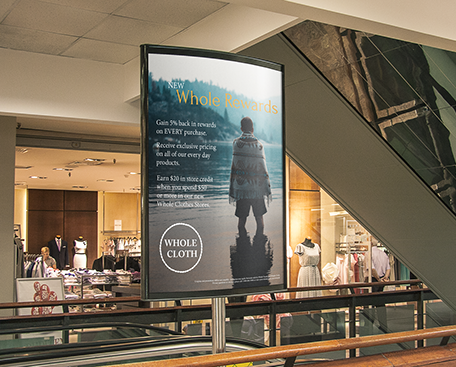 NEW
Whole Rewards
Gain 5% back in rewards
on EVERY purchase.
Receive exclusive pricing
on all of our every day
products.
Earn $20 in store credit
when you spend $50
or more in our new
Whole Clothes Stores.
WHOLE
CLOTH